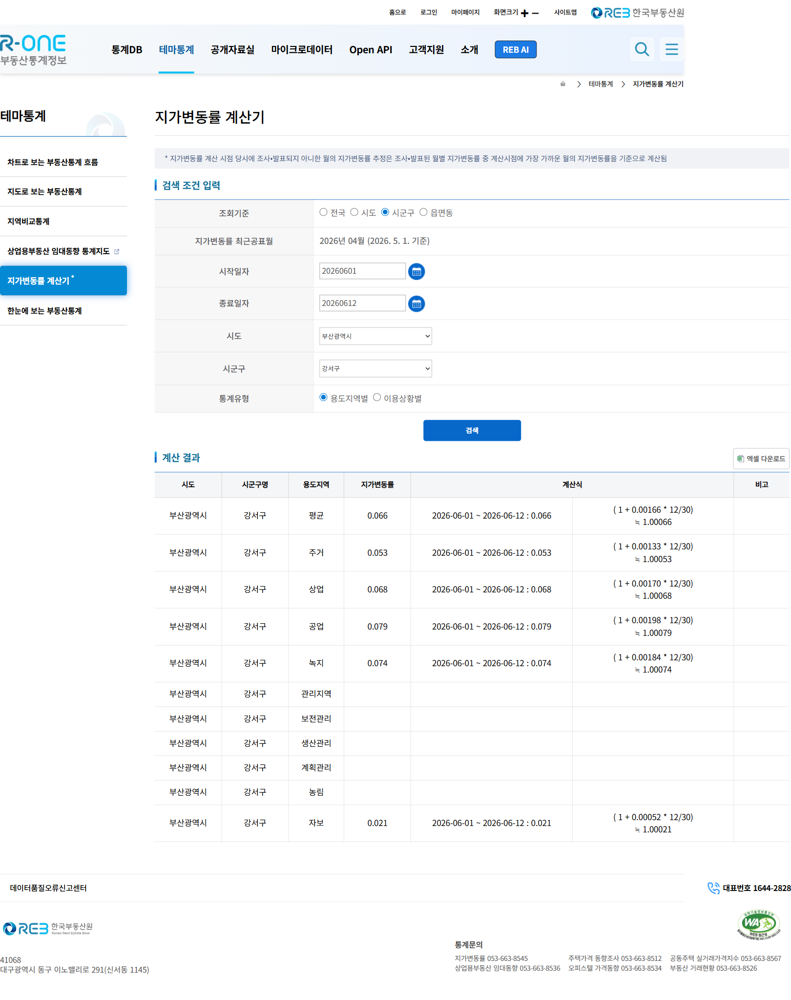 홈으로 로그인 마이페이지 화면크기 + − 사이트맵 REB 한국부동산원
R-ONE
부동산통계정보
통계DB 테마통계 공개자료실 마이크로데이터 Open API 고객지원 소개 REB AI
테마통계 지가변동률 계산기
테마통계
차트로 보는 부동산통계 흐름
지도로 보는 부동산통계
지역비교통계
상업용부동산 임대동향 통계지도
지가변동률 계산기
한눈에 보는 부동산통계
지가변동률 계산기
* 지가변동률 계산 시점 당시에 조사•발표되지 아니한 월의 지가변동률 추정은 조사•발표된 월별 지가변동률 중 계산시점에 가장 가까운 월의 지가변동률을 기준으로 계산됨
검색 조건 입력
조회기준 전국 시도 시군구 읍면동
지가변동률 최근공표월 2026년 04월 (2026. 5. 1. 기준)
시작일자 20260601
종료일자 20260612
시도 부산광역시
시군구 강서구
통계유형 용도지역별 이용상황별
검색
계산 결과
엑셀 다운로드
시도 시군구명 용도지역 지가변동률 계산식 비고
부산광역시 강서구 평균 0.066 2026-06-01 ~ 2026-06-12 : 0.066 ( 1 + 0.00166 * 12/30)
≒ 1.00066
부산광역시 강서구 주거 0.053 2026-06-01 ~ 2026-06-12 : 0.053 ( 1 + 0.00133 * 12/30)
≒ 1.00053
부산광역시 강서구 상업 0.068 2026-06-01 ~ 2026-06-12 : 0.068 ( 1 + 0.00170 * 12/30)
≒ 1.00068
부산광역시 강서구 공업 0.079 2026-06-01 ~ 2026-06-12 : 0.079 ( 1 + 0.00198 * 12/30)
≒ 1.00079
부산광역시 강서구 녹지 0.074 2026-06-01 ~ 2026-06-12 : 0.074 ( 1 + 0.00184 * 12/30)
≒ 1.00074
부산광역시 강서구 관리지역
부산광역시 강서구 보전관리
부산광역시 강서구 생산관리
부산광역시 강서구 계획관리
부산광역시 강서구 농림
부산광역시 강서구 자보 0.021 2026-06-01 ~ 2026-06-12 : 0.021 ( 1 + 0.00052 * 12/30)
≒ 1.00021
데이터품질오류신고센터
대표번호 1644-2828
REB 한국부동산원
Korea Real Estate Boar
과학기술정보통신부
WA
WEB 접근성
41068
대구광역시 동구 이노밸리로 291(신서동 1145)
통계문의
지가변동률 053-663-8545 주택가격 동향조사 053-663-8512 공동주택 실거래가격지수 053-663-8567
상업용부동산 임대동향 053-663-8536 오피스텔 가격동향 053-663-8534 부동산 거래현황 053-663-8526